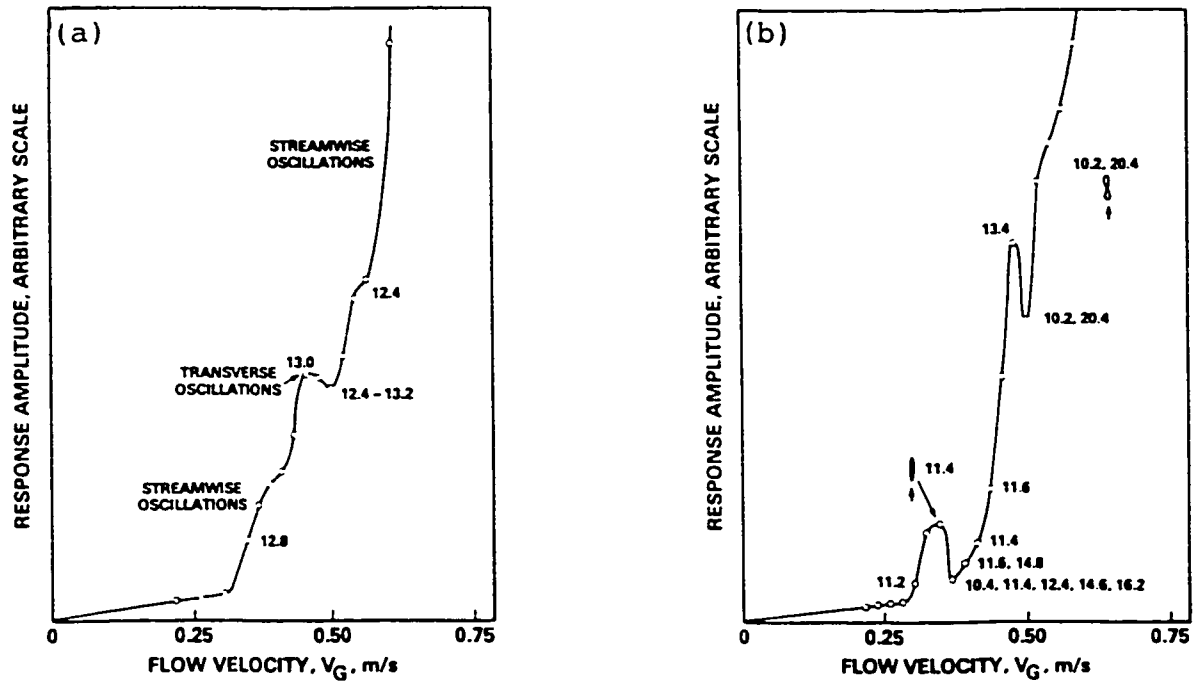 (a)
RESPONSE AMPLITUDE, ARBITRARY SCALE
STREAMWISE
OSCILLATIONS
12.4
13.0
TRANSVERSE
OSCILLATIONS
12.4 – 13.2
STREAMWISE
OSCILLATIONS
12.8
0
0.25
0.50
0.75
FLOW VELOCITY, VG, m/s
(b)
RESPONSE AMPLITUDE, ARBITRARY SCALE
10.2, 20.4
13.4
10.2, 20.4
11.4
11.6
11.4
11.6, 14.8
11.2
10.4, 11.4, 12.4, 14.6, 16.2
0
0.25
0.50
0.75
FLOW VELOCITY, VG, m/s